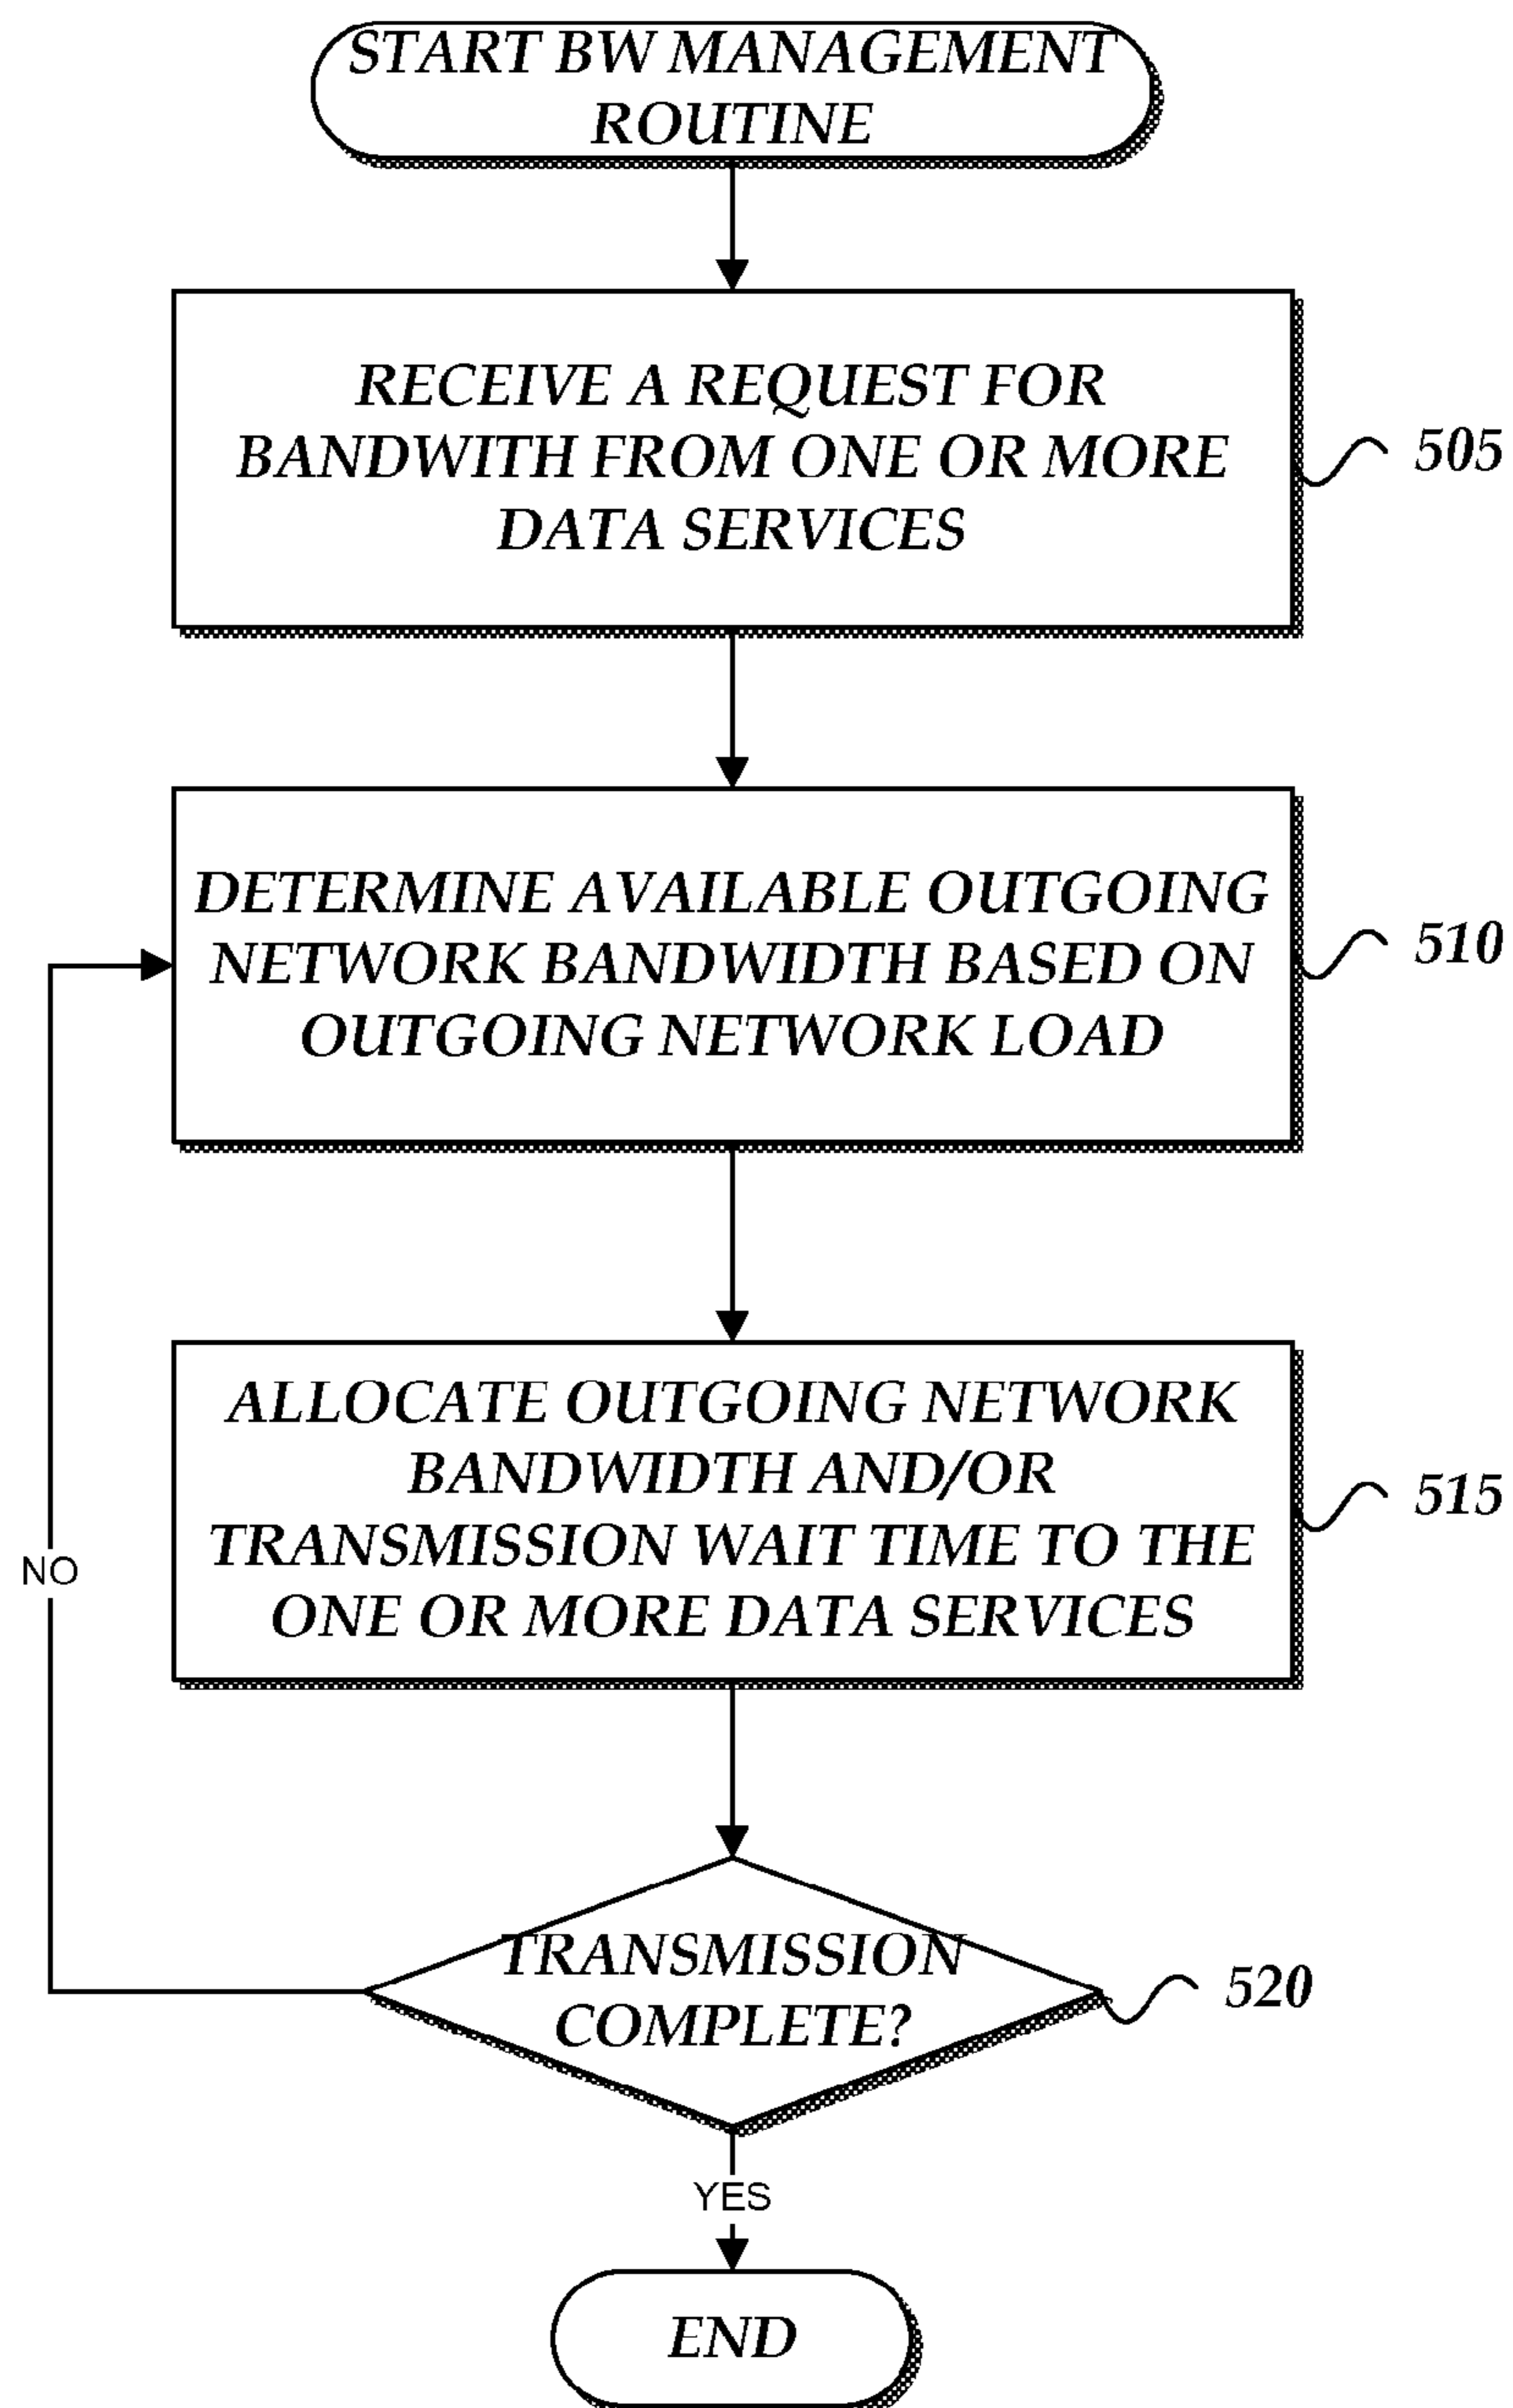 START BW MANAGEMENT
ROUTINE
RECEIVE A REQUEST FOR
BANDWITH FROM ONE OR MORE
DATA SERVICES
505
DETERMINE AVAILABLE OUTGOING
NETWORK BANDWIDTH BASED ON
OUTGOING NETWORK LOAD
510
ALLOCATE OUTGOING NETWORK
BANDWIDTH AND/OR
TRANSMISSION WAIT TIME TO THE
ONE OR MORE DATA SERVICES
515
NO
TRANSMISSION
COMPLETE?
520
YES
END